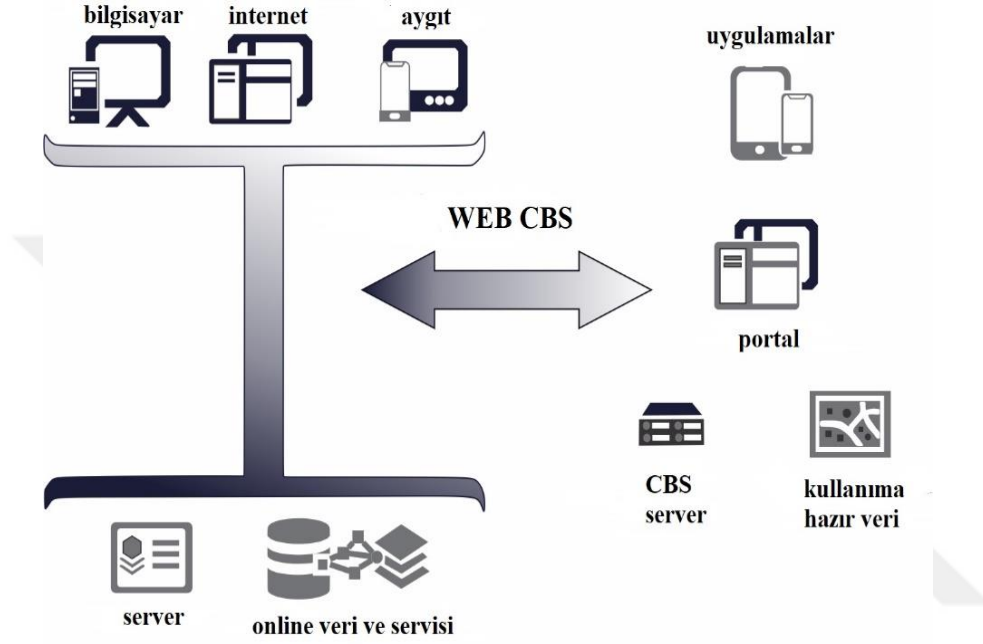 bilgisayar
internet
aygıt
uygulamalar
WEB CBS
portal
CBS
server
kullanıma
hazır veri
server
online veri ve servisi